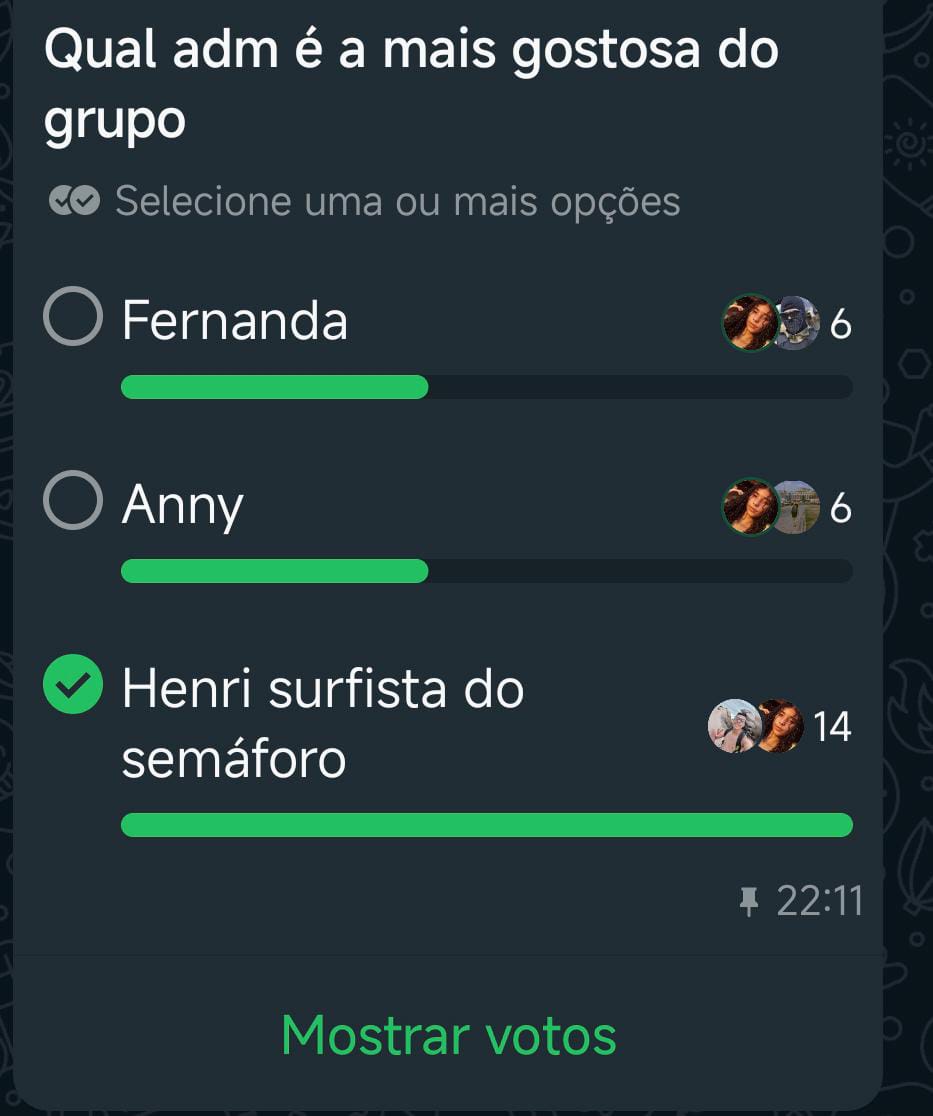 Qual adm é a mais gostosa do
grupo
Selecione uma ou mais opções
Fernanda
6
Anny
6
Henri surfista do
semáforo
14
22:11
Mostrar votos